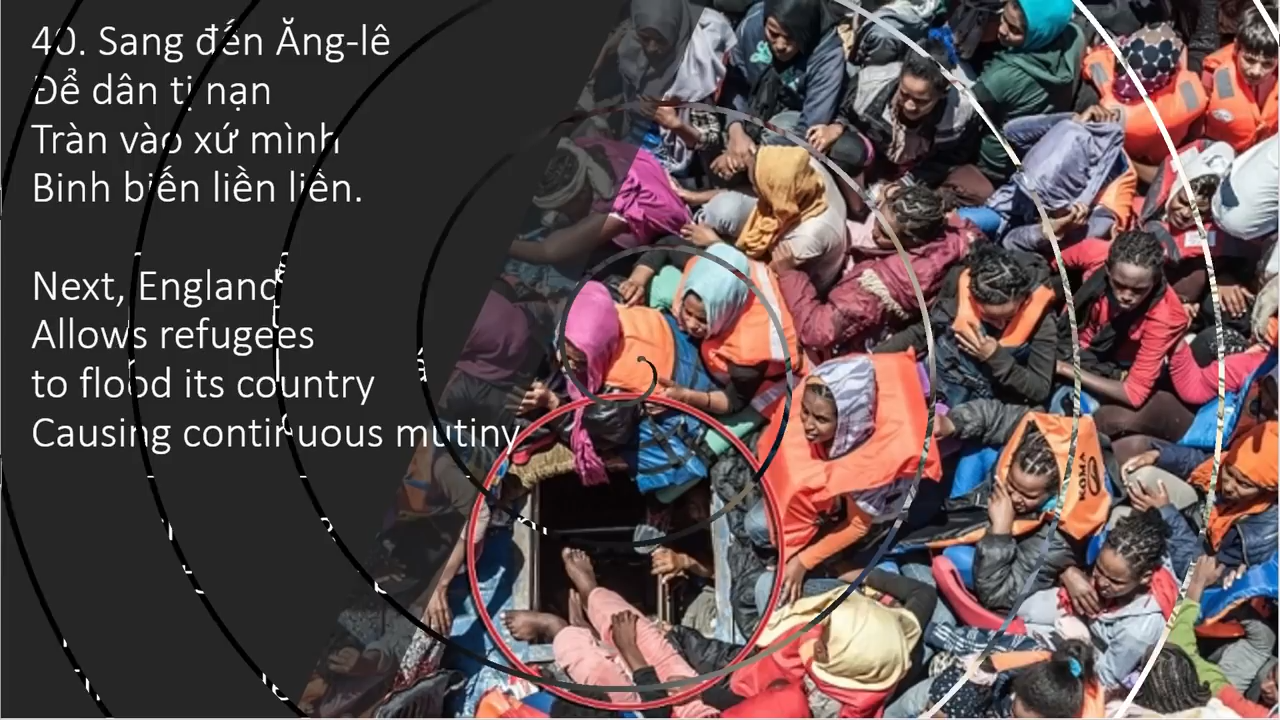 40. Sang đến Ăng-lê
Để dân tị nạn
Tràn vào xứ mình
Binh biến liền liền.
Next, England
Allows refugees
to flood its country
Causing continuous mutiny
KOMA